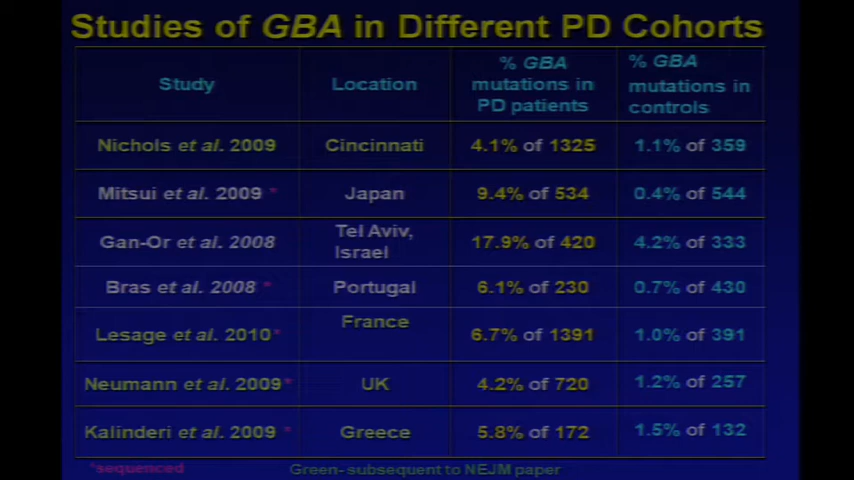 Studies of GBA in Different PD Cohorts
Study Location % GBA mutations in PD patients % GBA mutations in controls
Nichols et al. 2009 Cincinnati 4.1% of 1325 1.1% of 359
Mitsui et al. 2009 * Japan 9.4% of 534 0.4% of 544
Gan-Or et al. 2008 Tel Aviv, Israel 17.9% of 420 4.2% of 333
Bras et al. 2008 * Portugal 6.1% of 230 0.7% of 430
Lesage et al. 2010 * France 6.7% of 1391 1.0% of 391
Neumann et al. 2009 * UK 4.2% of 720 1.2% of 257
Kalinderi et al. 2009 * Greece 5.8% of 172 1.5% of 132
*sequenced Green- subsequent to NEJM paper